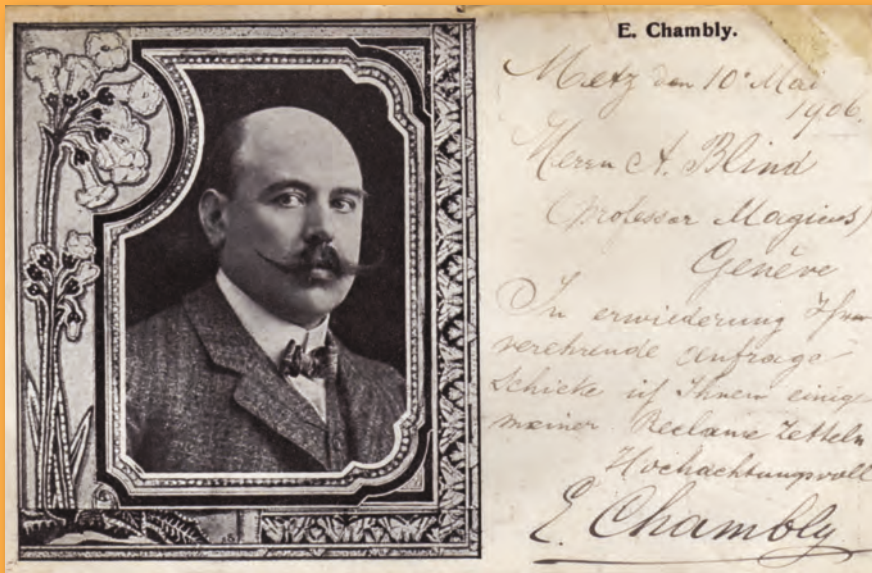 E. Chambly.
Metz den 10. Mai
1906.
Herrn A. Blind
(Professor Magicus)
Genève
In erwiederung Ihre
verehrende anfrage
Schicke ich Ihnen einige
meiner Reclame Zetteln
Hochachtungsvoll
E. Chambly